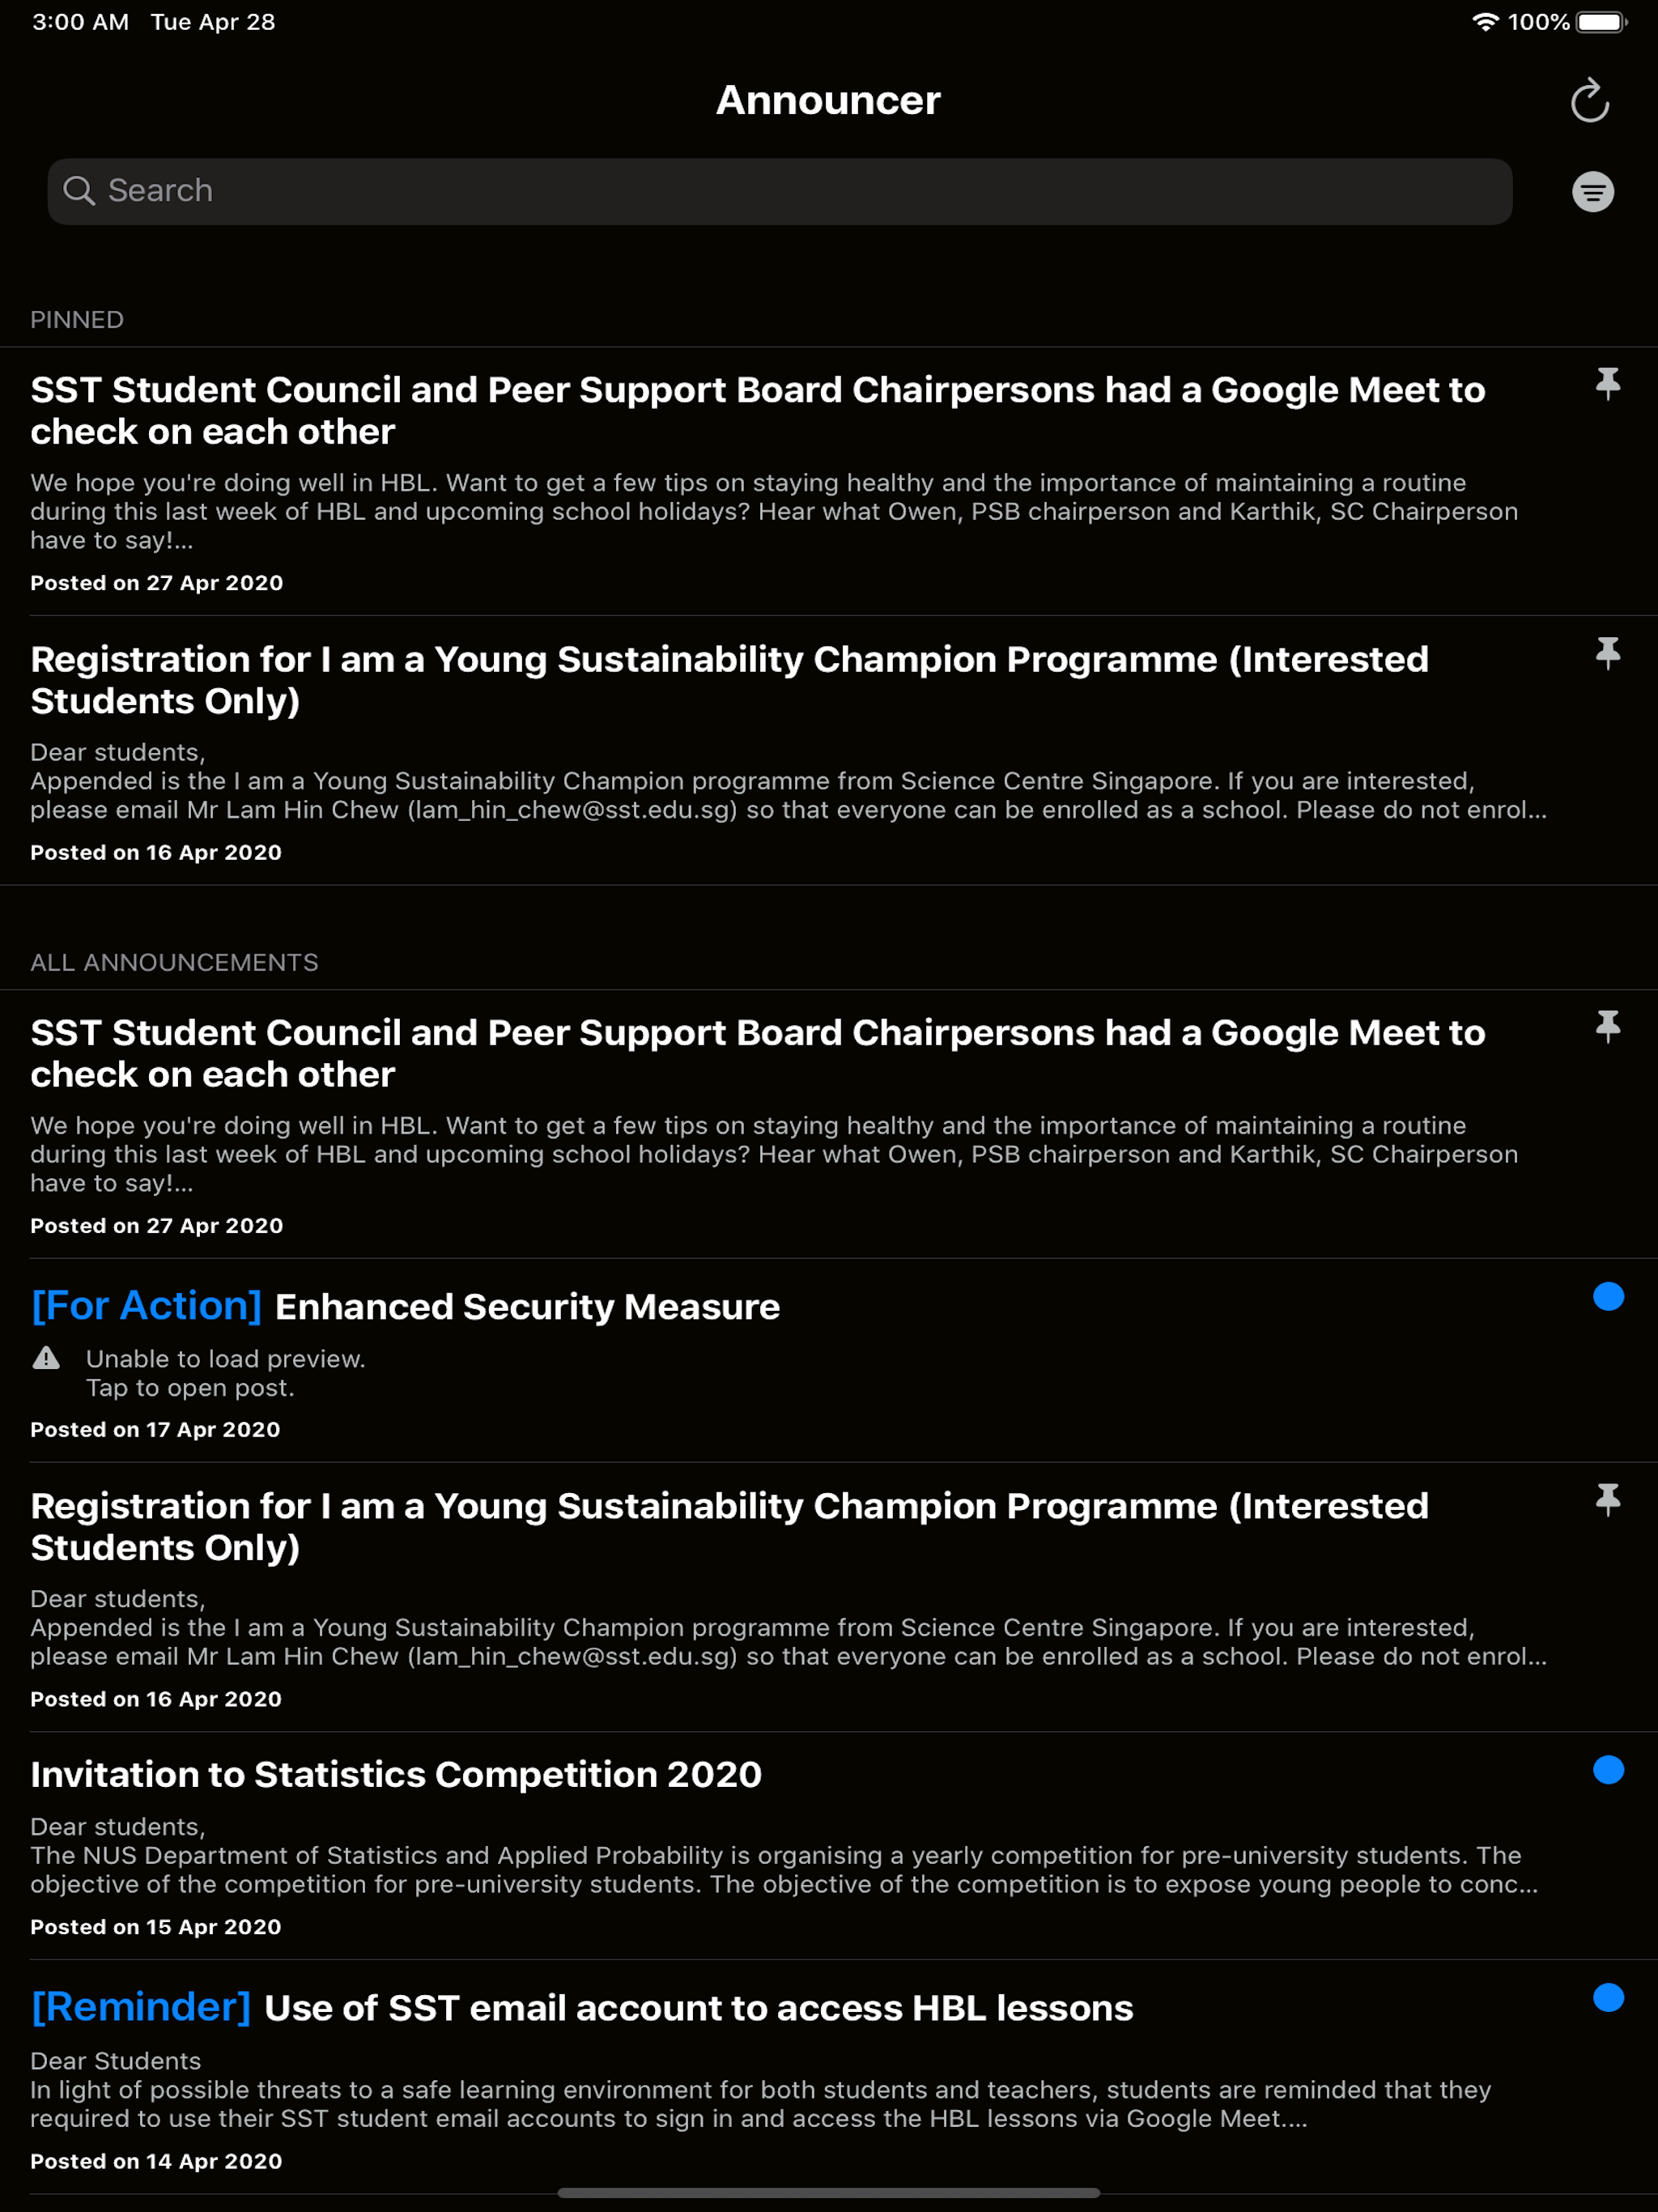 3:00 AM Tue Apr 28
100%
Announcer
Search
PINNED
SST Student Council and Peer Support Board Chairpersons had a Google Meet to
check on each other
We hope you're doing well in HBL. Want to get a few tips on staying healthy and the importance of maintaining a routine
during this last week of HBL and upcoming school holidays? Hear what Owen, PSB chairperson and Karthik, SC Chairperson
have to say!...
Posted on 27 Apr 2020
Registration for I am a Young Sustainability Champion Programme (Interested
Students Only)
Dear students,
Appended is the I am a Young Sustainability Champion programme from Science Centre Singapore. If you are interested,
please email Mr Lam Hin Chew (lam_hin_chew@sst.edu.sg) so that everyone can be enrolled as a school. Please do not enrol...
Posted on 16 Apr 2020
ALL ANNOUNCEMENTS
SST Student Council and Peer Support Board Chairpersons had a Google Meet to
check on each other
We hope you're doing well in HBL. Want to get a few tips on staying healthy and the importance of maintaining a routine
during this last week of HBL and upcoming school holidays? Hear what Owen, PSB chairperson and Karthik, SC Chairperson
have to say!...
Posted on 27 Apr 2020
[For Action] Enhanced Security Measure
Unable to load preview.
Tap to open post.
Posted on 17 Apr 2020
Registration for I am a Young Sustainability Champion Programme (Interested
Students Only)
Dear students,
Appended is the I am a Young Sustainability Champion programme from Science Centre Singapore. If you are interested,
please email Mr Lam Hin Chew (lam_hin_chew@sst.edu.sg) so that everyone can be enrolled as a school. Please do not enrol...
Posted on 16 Apr 2020
Invitation to Statistics Competition 2020
Dear students,
The NUS Department of Statistics and Applied Probability is organising a yearly competition for pre-university students. The
objective of the competition for pre-university students. The objective of the competition is to expose young people to conc...
Posted on 15 Apr 2020
[Reminder] Use of SST email account to access HBL lessons
Dear Students
In light of possible threats to a safe learning environment for both students and teachers, students are reminded that they
required to use their SST student email accounts to sign in and access the HBL lessons via Google Meet....
Posted on 14 Apr 2020